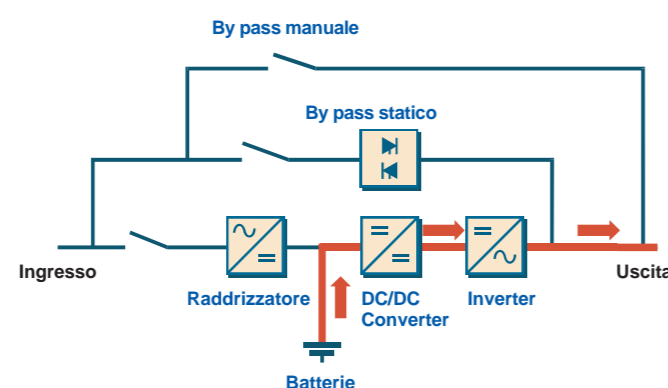 By pass manuale
By pass statico
Ingresso
Uscita
Raddrizzatore
DC/DC
Converter
Inverter
Batterie